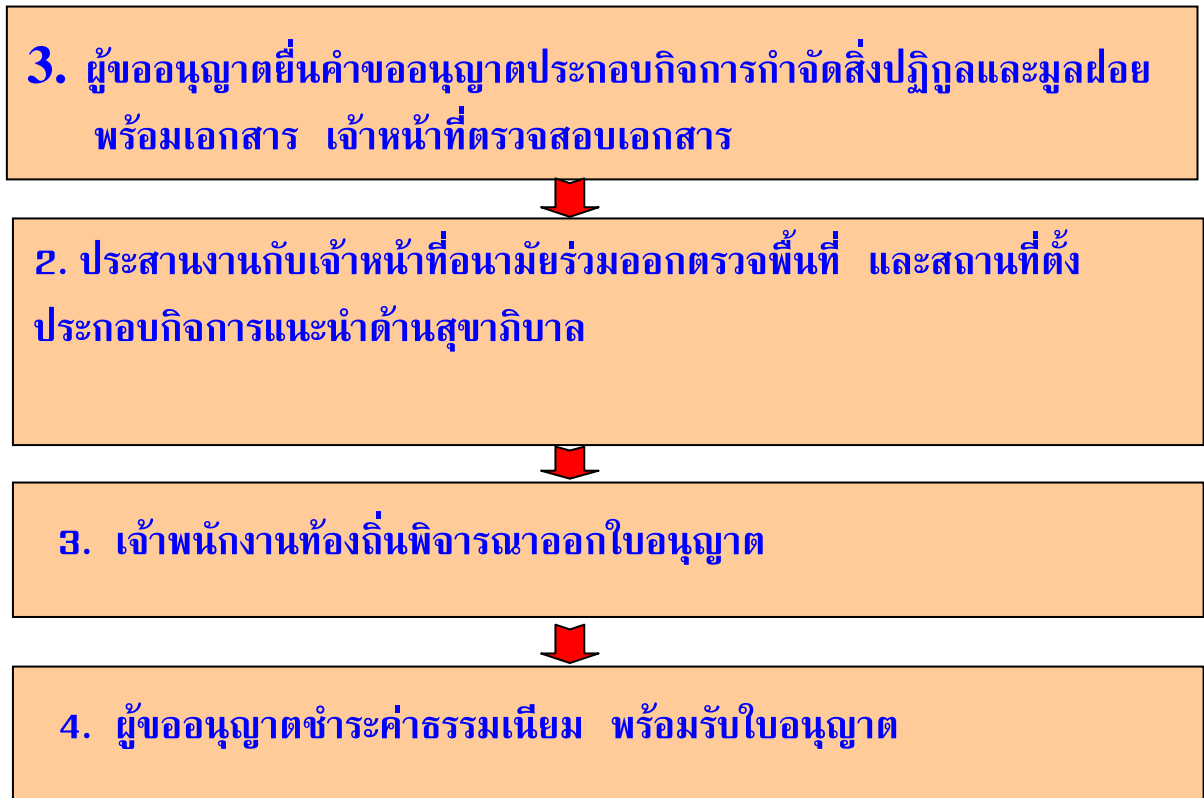 3. ผู้ขออนุญาตยื่นคำขออนุญาตประกอบกิจการกำจัดสิ่งปฏิกูลและมูลฝอย
พร้อมเอกสาร เจ้าหน้าที่ตรวจสอบเอกสาร
2. ประสานงานกับเจ้าหน้าที่อนามัยร่วมออกตรวจพื้นที่ และสถานที่ตั้ง
ประกอบกิจการแนะนำด้านสุขาภิบาล
3. เจ้าพนักงานท้องถิ่นพิจารณาออกใบอนุญาต
4. ผู้ขออนุญาตชำระค่าธรรมเนียม พร้อมรับใบอนุญาต